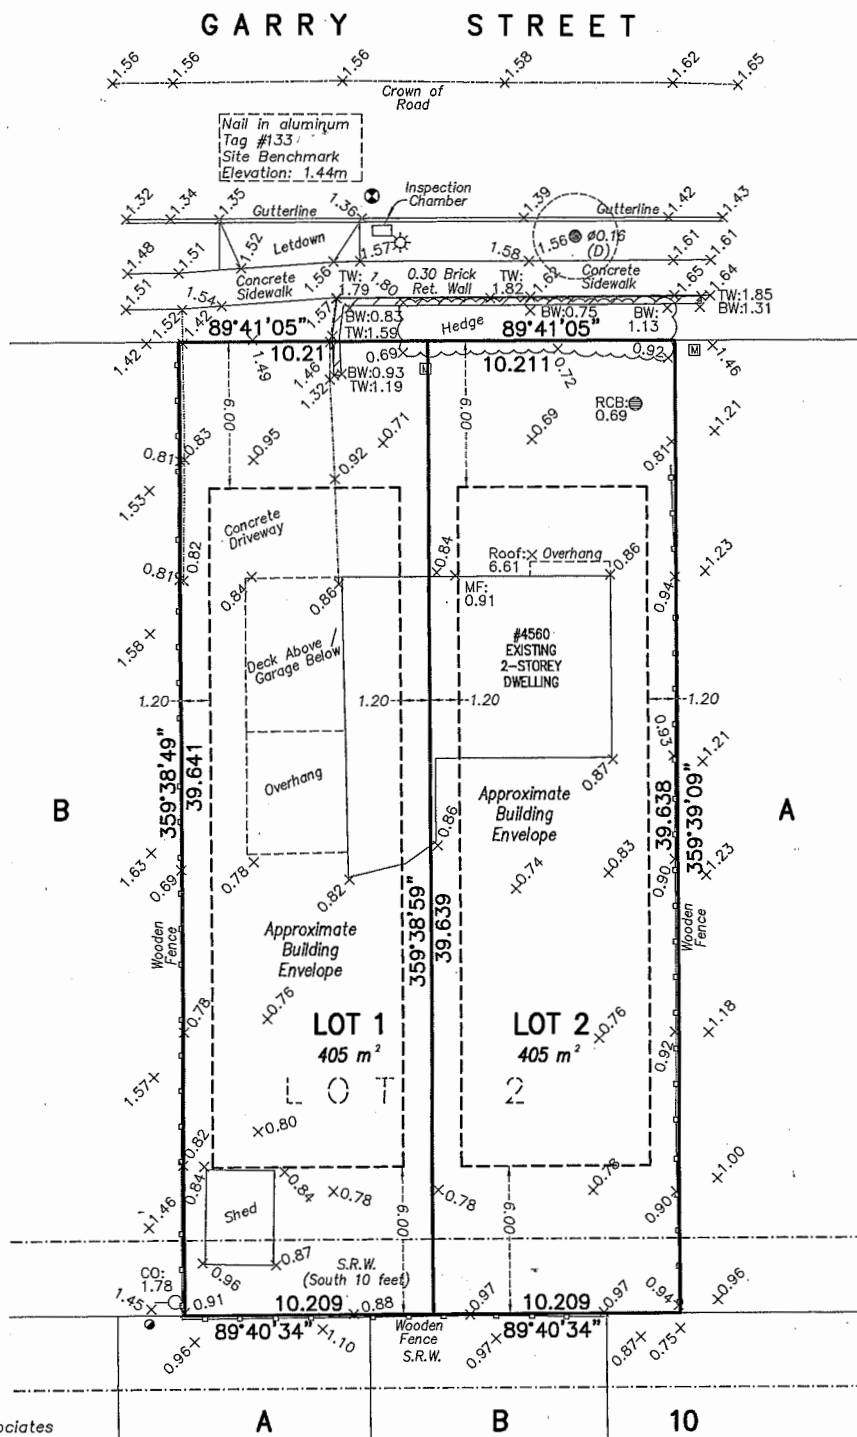 GARRY STREET
1.56
1.56
1.56
1.58
1.62
1.65
Crown of
Road
Nail in aluminum
Tag #133
Site Benchmark
Elevation: 1.44m
Inspection
Chamber
1.32
1.34
1.35
1.36
1.39
1.42
1.43
Gutterline
Gutterline
1.48
1.51
1.52
Letdown
1.57
1.58
1.56
ø0.16
(D)
1.61
1.61
1.51
1.54
Concrete
Sidewalk
1.56
TW:
1.79
1.80
0.30 Brick
Ret. Wall
TW:
1.82
1.62
Concrete
Sidewalk
1.65
1.64
TW:1.85
BW:1.31
1.52
1.42
1.57
BW:0.83
TW:1.59
Hedge
BW:0.75
BW:
1.13
1.42
89°41'05"
10.21
1.49
1.46
1.32
BW:0.93
TW:1.19
0.69
89°41'05"
10.211
0.72
0.92
M
M
1.46
6.00
6.00
RCB:
0.69
0.81
0.83
0.95
0.71
0.69
0.81
1.21
1.53
0.92
Concrete
Driveway
0.82
0.81
0.84
0.86
0.84
Roof:
6.61
Overhang
0.86
0.94
1.23
MF:
0.91
1.58
Deck Above /
Garage Below
#4560
EXISTING
2-STOREY
DWELLING
1.20
1.20
1.20
1.20
359°38'49"
39.641
Overhang
0.87
0.93
1.21
B
Approximate
Building
Envelope
39.638
359°39'09"
A
1.63
0.69
0.78
0.82
0.86
0.74
0.83
0.90
1.23
Wooden
Fence
Approximate
Building
Envelope
359°38'59"
39.639
Wooden
Fence
0.78
0.76
LOT 1
405 m²
LOT 2
405 m²
0.76
0.92
1.18
1.57
LOT 2
0.80
0.82
0.84
0.84
0.78
0.78
0.78
0.90
1.00
1.46
Shed
6.00
6.00
0.96
0.87
S.R.W.
(South 10 feet)
CO:
1.78
1.45
0.91
10.209
0.88
0.97
10.209
0.97
0.94
0.96
0.96
89°40'34"
1.10
Wooden
Fence
S.R.W.
0.97
89°40'34"
0.87
0.75
ociates
A
B
10